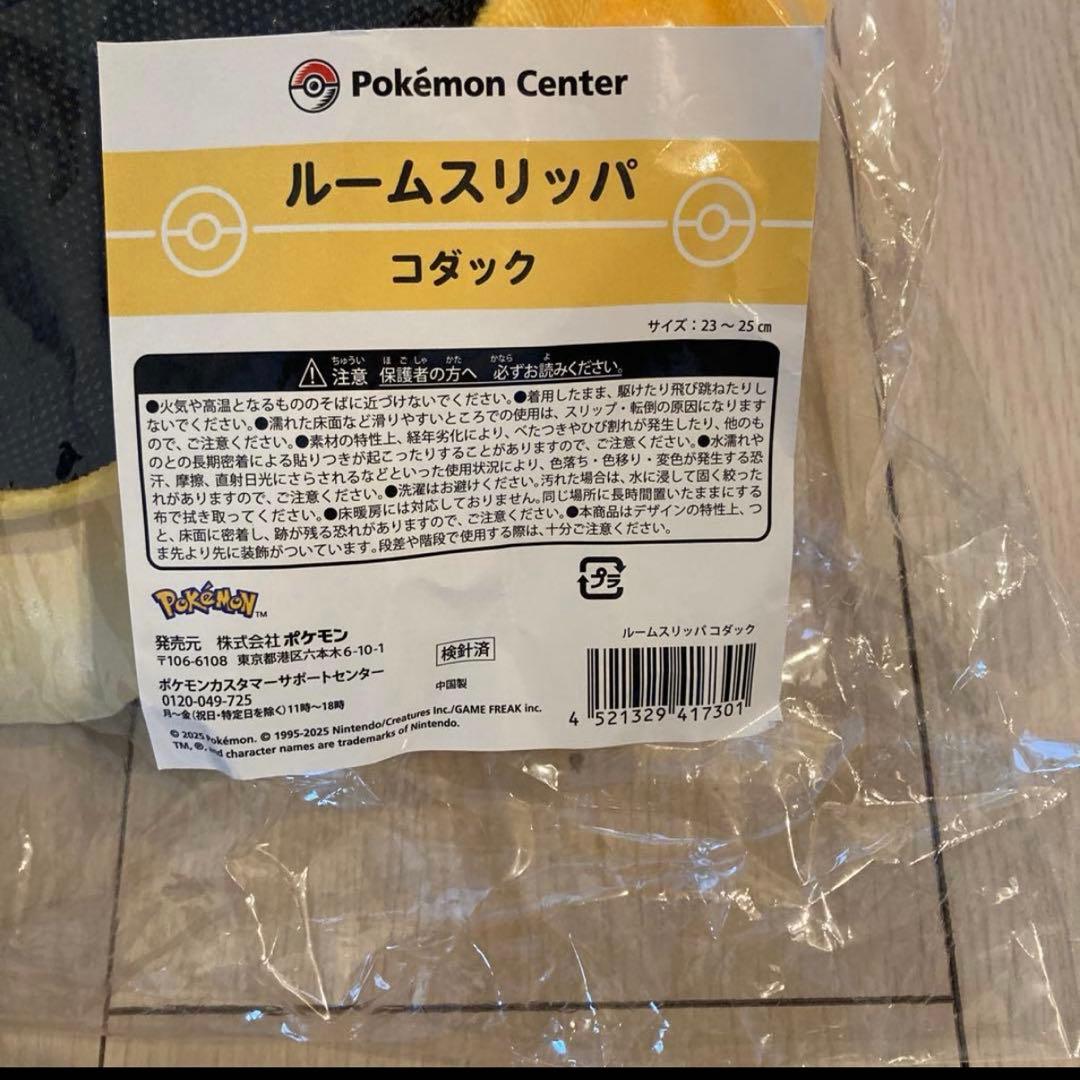 Pokémon Center
ルームスリッパ
コダック
サイズ：23～25㎝
ちゅうい ほごしゃ かた かなら よ
注意 保護者の方へ 必ずお読みください。
●火気や高温となるもののそばに近づけないでください。●着用したまま、駆けたり飛び跳ねたりし
ないでください。●濡れた床面など滑りやすいところでの使用は、スリップ・転倒の原因になります
ので、ご注意ください。●素材の特性上、経年劣化により、べたつきやひび割れが発生したり、他のも
のとの長期密着による貼りつきが起こったりすることがありますので、ご注意ください。●水濡れや
汗、摩擦、直射日光にさらされるなどといった使用状況により、色落ち・色移り・変色が発生する恐
れがありますので、ご注意ください。●洗濯はお避けください。汚れた場合は、水に浸して固く絞った
布で拭き取ってください。●床暖房には対応しておりません。同じ場所に長時間置いたままにする
と、床面に密着し、跡が残る恐れがありますので、ご注意ください。●本商品はデザインの特性上、つ
ま先より先に装飾がついています。段差や階段で使用する際は、十分ご注意ください。
プラ
POKéMON™
発売元 株式会社ポケモン
〒106-6108 東京都港区六本木6-10-1
ポケモンカスタマーサポートセンター
0120-049-725
月～金（祝日・特定日を除く）11時～18時
検針済
中国製
ルームスリッパ コダック
4 521329 417301
© 2025 Pokémon. © 1995-2025 Nintendo/Creatures Inc./GAME FREAK inc.
TM, ®, and character names are trademarks of Nintendo.